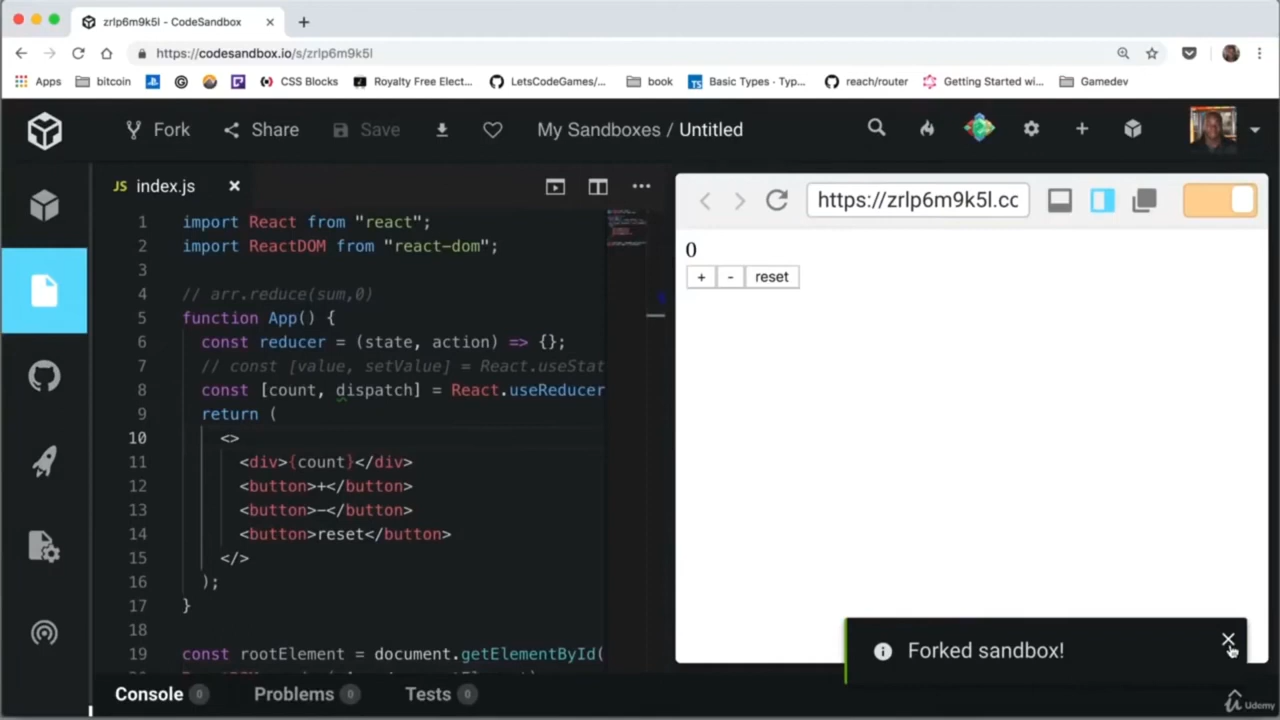 zrlp6m9k5l - CodeSandbox
https://codesandbox.io/s/zrlp6m9k5l
Apps bitcoin CSS Blocks Royalty Free Elect... LetsCodeGames/... book TS Basic Types - Typ... reach/router Getting Started wi... Gamedev
Fork Share Save My Sandboxes / Untitled
JS index.js
https://zrlp6m9k5l.cc
1 import React from "react";
2 import ReactDOM from "react-dom";
3
4 // arr.reduce(sum,0)
5 function App() {
6 const reducer = (state, action) => {};
7 // const [value, setValue] = React.useStat
8 const [count, dispatch] = React.useReducer
9 return (
10 <>
11 <div>{count}</div>
12 <button>+</button>
13 <button>-</button>
14 <button>reset</button>
15 </>
16 );
17 }
18
19 const rootElement = document.getElementById(
0
+ - reset
Forked sandbox!
Console 0 Problems 0 Tests 0
Udemy